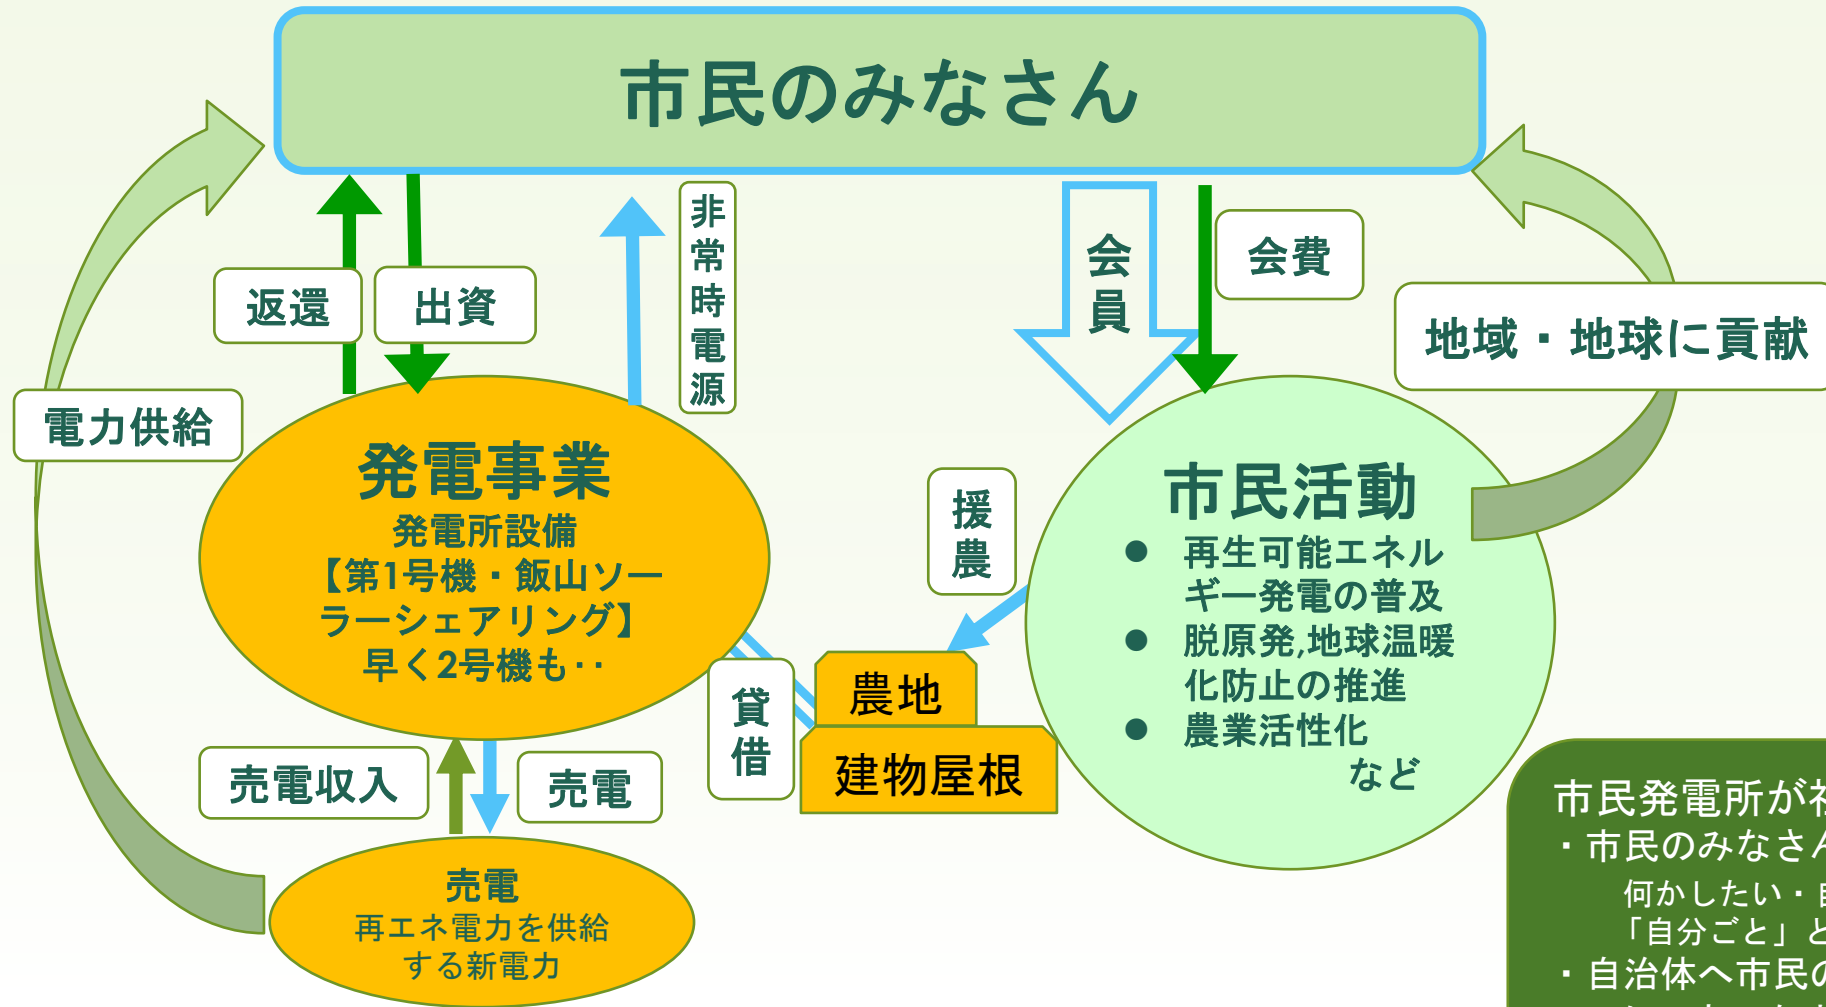 市民のみなさん
返還
出資
非
常
時
電
源
会
員
会費
地域・地球に貢献
電力供給
発電事業
発電所設備
【第1号機・飯山ソー
ラーシェアリング】
早く2号機も‥
援
農
市民活動
● 再生可能エネル
ギー発電の普及
● 脱原発,地球温暖
化防止の推進
● 農業活性化
など
貸
借
農地
建物屋根
売電収入
売電
売電
再エネ電力を供給
する新電力
市民発電所が
・市民のみなさん
何かしたい・
「自分ごと」と
・自治体へ市民の